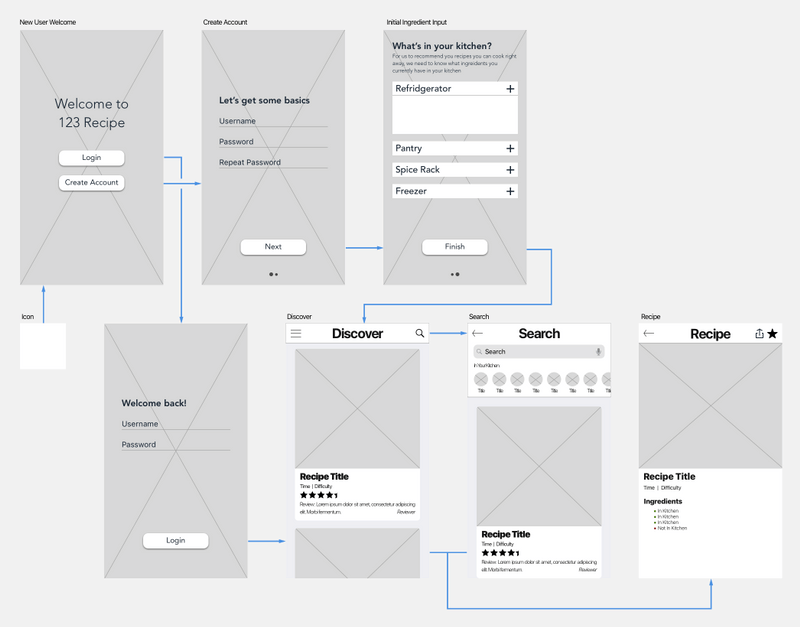 New User Welcome
Welcome to
123 Recipe
Login
Create Account
Create Account
Let's get some basics
Username
Password
Repeat Password
Next
Initial Ingredient Input
What's in your kitchen?
For us to recommend you recipes you can cook right
away, we need to know what ingredients you
currently have in your kitchen.
Refridgerator
Pantry
Spice Rack
Freezer
Finish
Icon
Welcome back!
Username
Password
Login
Discover
Discover
Recipe Title
Time | Difficulty
Review: Lorem ipsum dolor sit amet, consectetur adipiscing
elit. Morbi fermentum.
Reviewer
Search
Search
Search
In Your Kitchen
Title Title Title Title Title Title Title Title
Recipe Title
Time | Difficulty
Review: Lorem ipsum dolor sit amet, consectetur adipiscing
elit. Morbi fermentum.
Reviewer
Recipe
Recipe
Recipe Title
Time | Difficulty
Ingredients
In Kitchen
In Kitchen
In Kitchen
Not in Kitchen